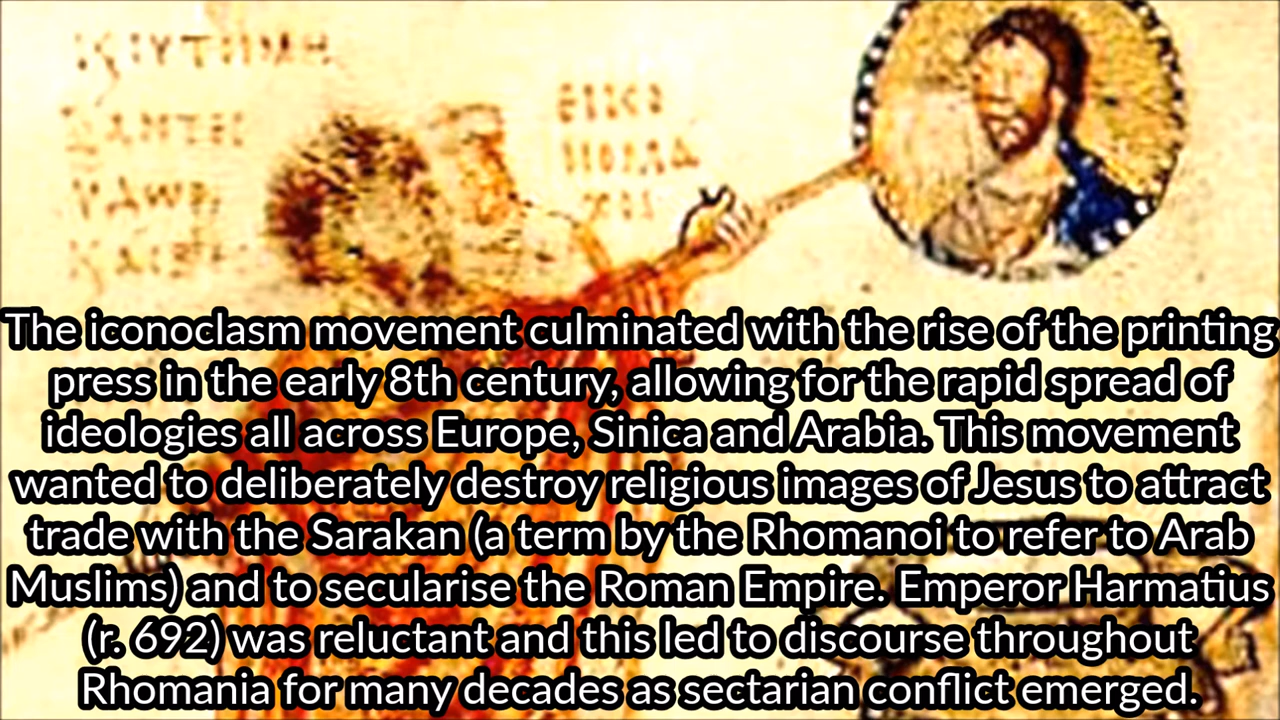 The iconoclasm movement culminated with the rise of the printing
press in the early 8th century, allowing for the rapid spread of
ideologies all across Europe, Sinica and Arabia. This movement
wanted to deliberately destroy religious images of Jesus to attract
trade with the Sarakan (a term by the Rhomanoi to refer to Arab
Muslims) and to secularise the Roman Empire. Emperor Harmatius
(r. 692) was reluctant and this led to discourse throughout
Rhomania for many decades as sectarian conflict emerged.